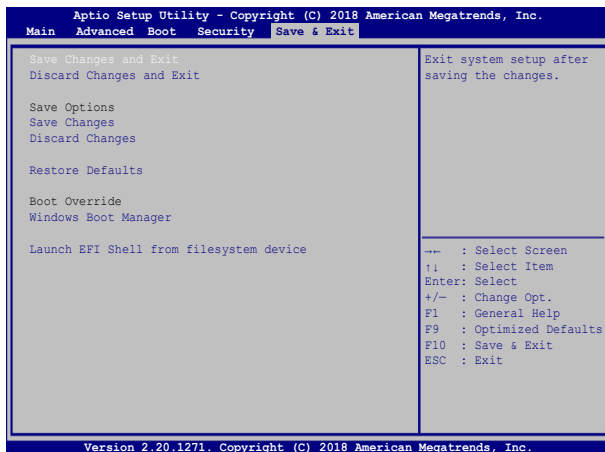 Aptio Setup Utility - Copyright (C) 2018 American Megatrends, Inc.
Main Advanced Boot Security Save & Exit
Save Changes and Exit
Discard Changes and Exit
Save Options
Save Changes
Discard Changes
Restore Defaults
Boot Override
Windows Boot Manager
Launch EFI Shell from filesystem device
Exit system setup after
saving the changes.
→← : Select Screen
↑↓ : Select Item
Enter: Select
+/— : Change Opt.
F1 : General Help
F9 : Optimized Defaults
F10 : Save & Exit
ESC : Exit
Version 2.20.1271. Copyright (C) 2018 American Megatrends, Inc.